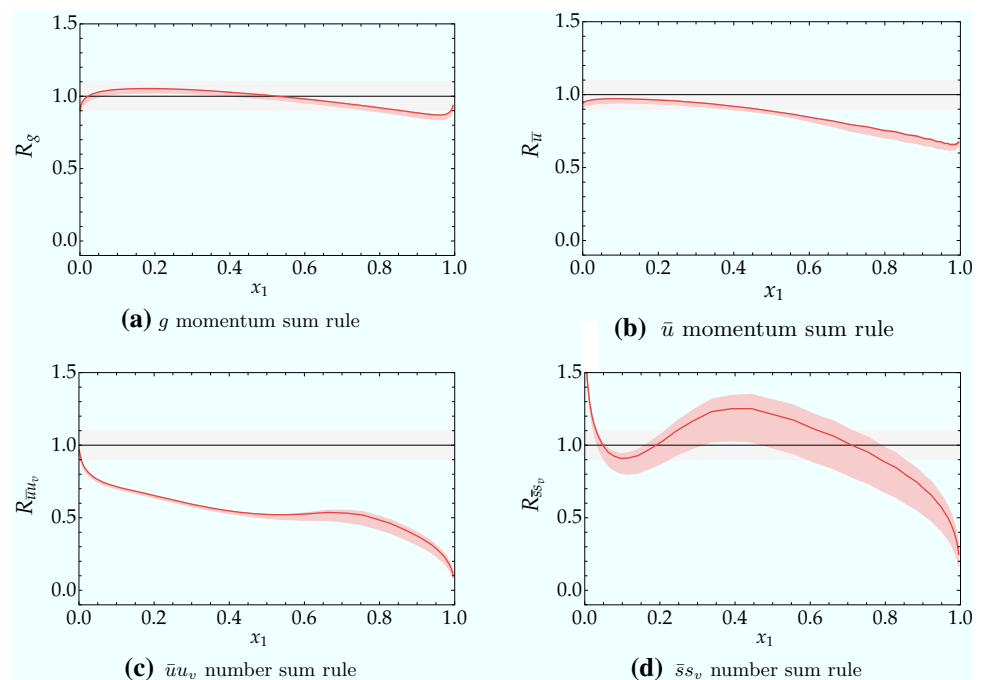 1.5
1.0
0.5
0.0
R_g
0.0 0.2 0.4 0.6 0.8 1.0
x_1
(a) g momentum sum rule
1.5
1.0
0.5
0.0
R_ū
0.0 0.2 0.4 0.6 0.8 1.0
x_1
(b) ū momentum sum rule
1.5
1.0
0.5
0.0
R_ūu_v
0.0 0.2 0.4 0.6 0.8 1.0
x_1
(c) ūu_v number sum rule
1.5
1.0
0.5
0.0
R_s̄s_v
0.0 0.2 0.4 0.6 0.8 1.0
x_1
(d) s̄s_v number sum rule